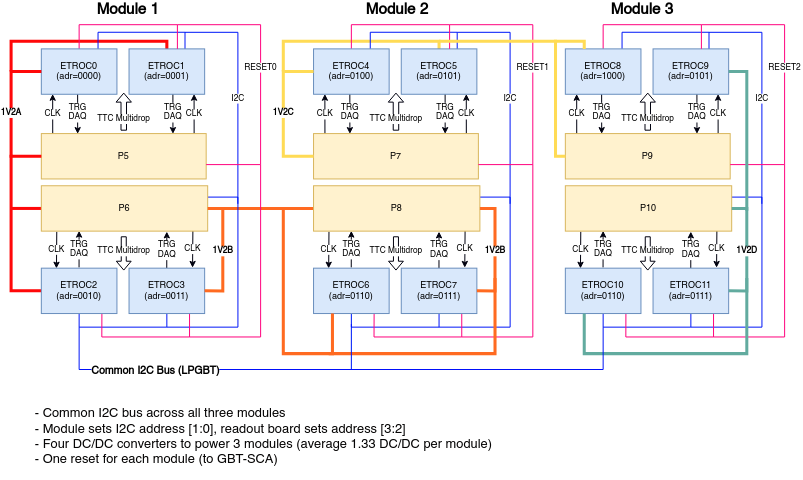 Module 1
Module 2
Module 3
ETROC0
(adr=0000)
ETROC1
(adr=0001)
ETROC4
(adr=0100)
ETROC5
(adr=0101)
ETROC8
(adr=1000)
ETROC9
(adr=0101)
RESET0
RESET1
RESET2
I2C
I2C
I2C
1V2A
CLK
TRG
DAQ
TTC Multidrop
TRG
DAQ
CLK
1V2C
CLK
TRG
DAQ
TTC Multidrop
TRG
DAQ
CLK
CLK
TRG
DAQ
TTC Multidrop
TRG
DAQ
CLK
P5
P7
P9
P6
P8
P10
CLK
TRG
DAQ
TTC Multidrop
TRG
DAQ
CLK
1V2B
CLK
TRG
DAQ
TTC Multidrop
TRG
DAQ
CLK
1V2B
CLK
TRG
DAQ
TTC Multidrop
TRG
DAQ
CLK
1V2D
ETROC2
(adr=0010)
ETROC3
(adr=0011)
ETROC6
(adr=0110)
ETROC7
(adr=0111)
ETROC10
(adr=0110)
ETROC11
(adr=0111)
Common I2C Bus (LPGBT)
- Common I2C bus across all three modules
- Module sets I2C address [1:0], readout board sets address [3:2]
- Four DC/DC converters to power 3 modules (average 1.33 DC/DC per module)
- One reset for each module (to GBT-SCA)